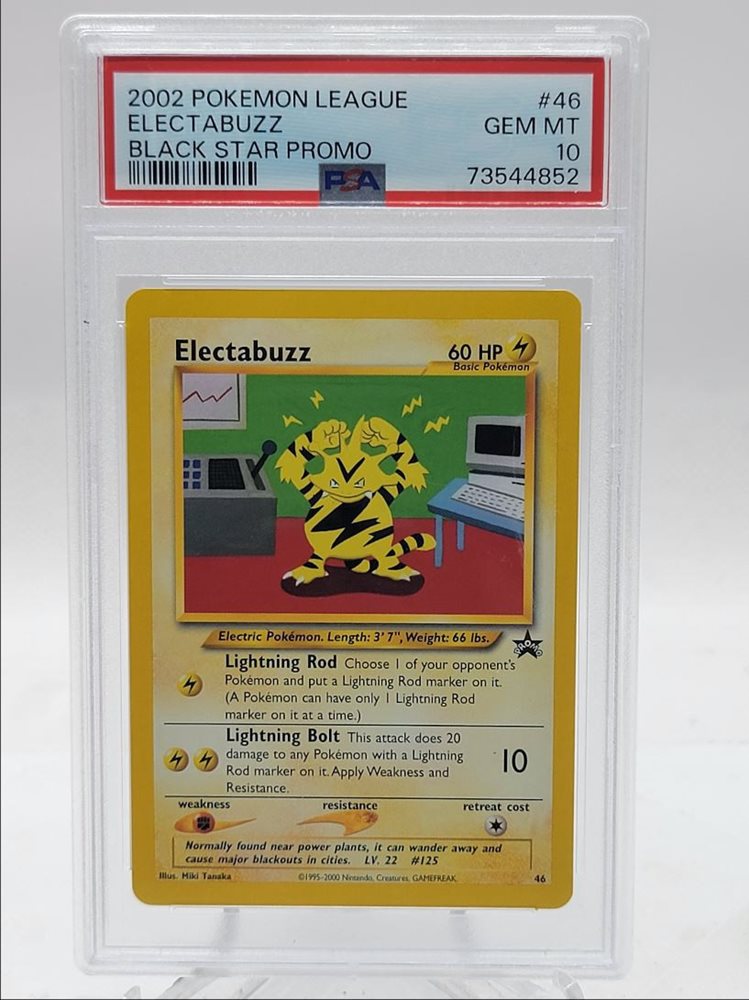 2002 POKEMON LEAGUE #46
ELECTABUZZ GEM MT
BLACK STAR PROMO 10
PSA 73544852
Electabuzz 60 HP
Basic Pokémon
Electric Pokémon. Length: 3' 7", Weight: 66 lbs.
PROMO
Lightning Rod Choose 1 of your opponent's
Pokémon and put a Lightning Rod marker on it.
(A Pokémon can have only 1 Lightning Rod
marker on it at a time.)
Lightning Bolt This attack does 20
damage to any Pokémon with a Lightning
Rod marker on it. Apply Weakness and
Resistance.
10
weakness resistance retreat cost
Normally found near power plants, it can wander away and
cause major blackouts in cities. LV. 22 #125
Illus. Miki Tanaka ©1995-2000 Nintendo, Creatures, GAMEFREAK. 46